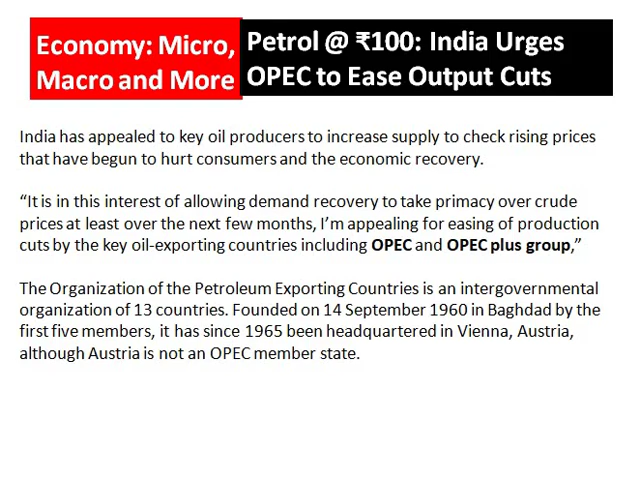 Economy: Micro,
Macro and More
Petrol @ ₹100: India Urges
OPEC to Ease Output Cuts
India has appealed to key oil producers to increase supply to check rising prices
that have begun to hurt consumers and the economic recovery.
“It is in this interest of allowing demand recovery to take primacy over crude
prices at least over the next few months, I’m appealing for easing of production
cuts by the key oil-exporting countries including OPEC and OPEC plus group,”
The Organization of the Petroleum Exporting Countries is an intergovernmental
organization of 13 countries. Founded on 14 September 1960 in Baghdad by the
first five members, it has since 1965 been headquartered in Vienna, Austria,
although Austria is not an OPEC member state.